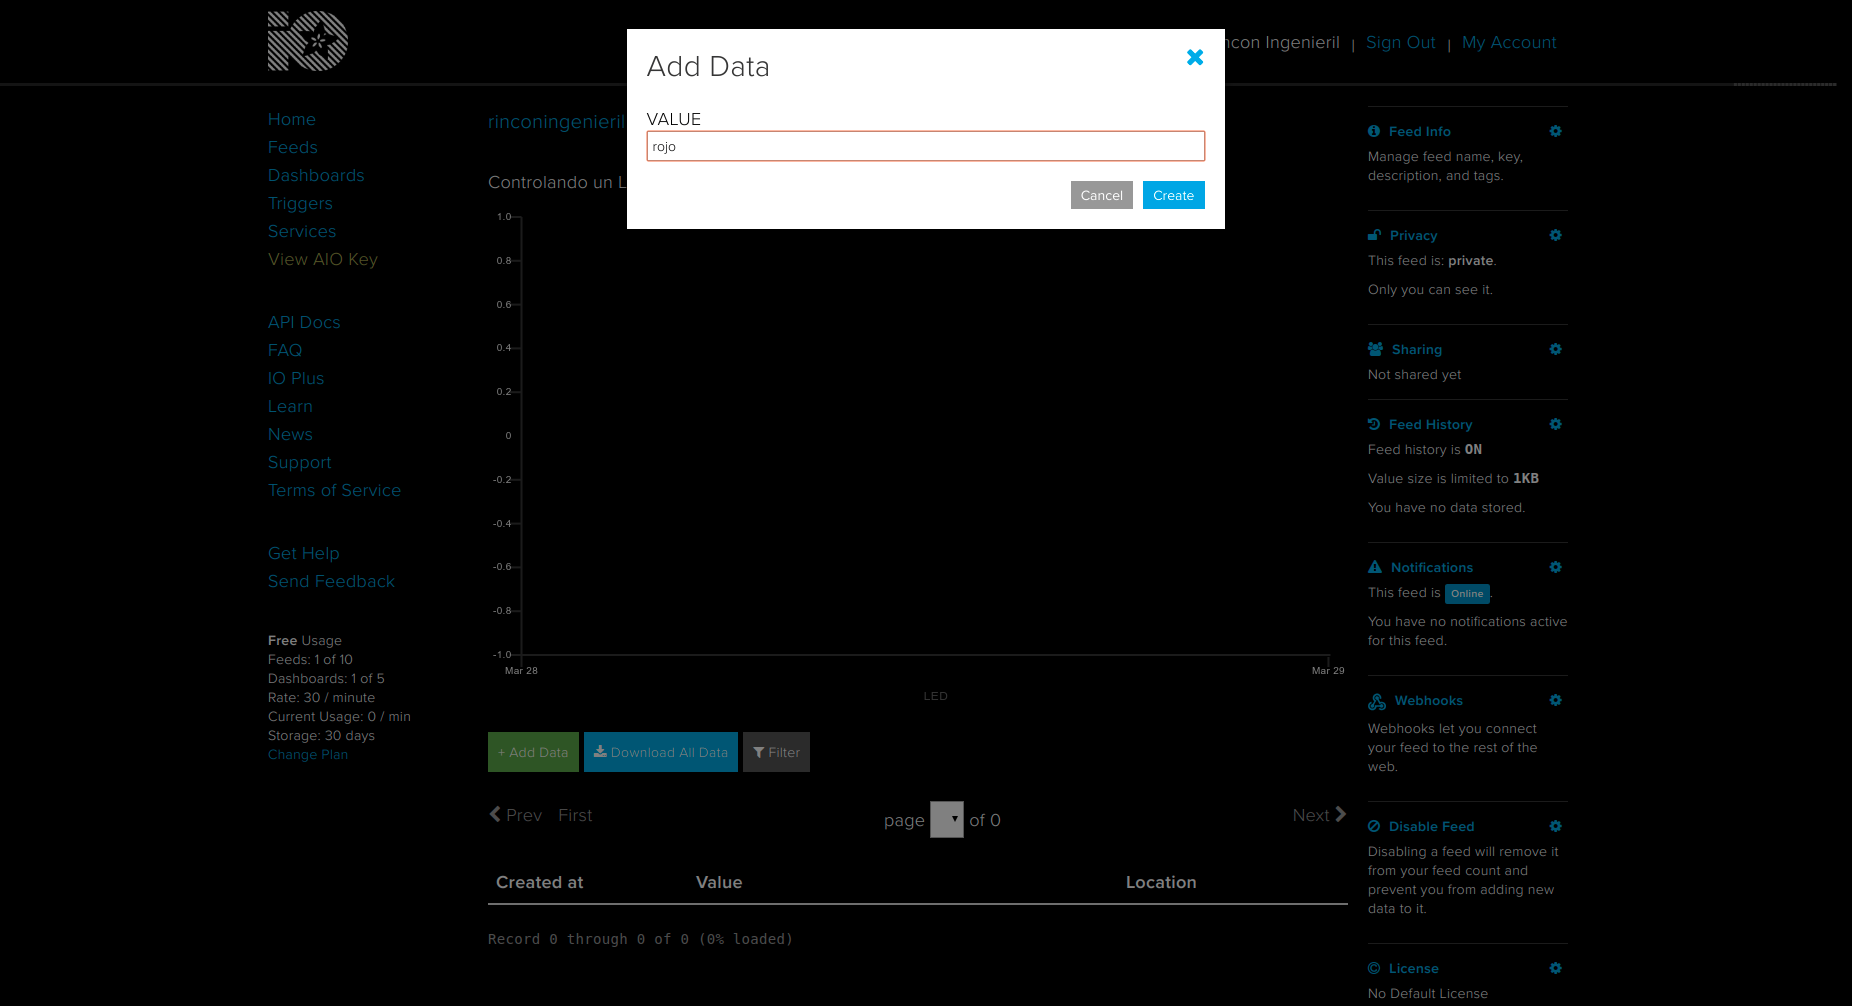 iO
ncon Ingenieril | Sign Out | My Account
Add Data
VALUE
rojo
Cancel
Create
Home
Feeds
Dashboards
Triggers
Services
View AIO Key
API Docs
FAQ
IO Plus
Learn
News
Support
Terms of Service
Get Help
Send Feedback
Free Usage
Feeds: 1 of 10
Dashboards: 1 of 5
Rate: 30 / minute
Current Usage: 0 / min
Storage: 30 days
Change Plan
rinconingenieril
Controlando un L
1.0
0.8
0.6
0.4
0.2
0
-0.2
-0.4
-0.6
-0.8
-1.0
Mar 28
Mar 29
LED
+ Add Data
Download All Data
Filter
Prev First
page of 0
Next
Created at Value Location
Record 0 through 0 of 0 (0% loaded)
Feed Info
Manage feed name, key,
description, and tags.
Privacy
This feed is: private.
Only you can see it.
Sharing
Not shared yet
Feed History
Feed history is ON
Value size is limited to 1KB
You have no data stored.
Notifications
This feed is Online.
You have no notifications active
for this feed.
Webhooks
Webhooks let you connect
your feed to the rest of the
web.
Disable Feed
Disabling a feed will remove it
from your feed count and
prevent you from adding new
data to it.
License
No Default License